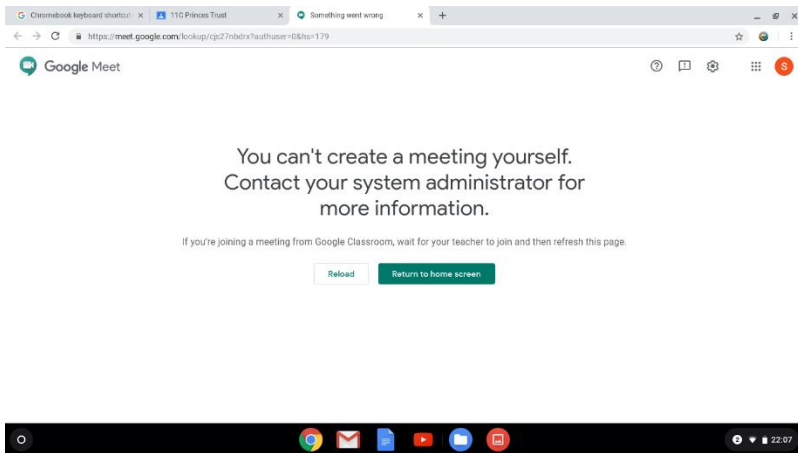 Chromebook keyboard shortcut
11C Princes Trust
Something went wrong
https://meet.google.com/lookup/cjs27nbdrx?authuser=0&hs=179
Google Meet
S
You can't create a meeting yourself.
Contact your system administrator for
more information.
If you're joining a meeting from Google Classroom, wait for your teacher to join and then refresh this page.
Reload
Return to home screen
2
22:07